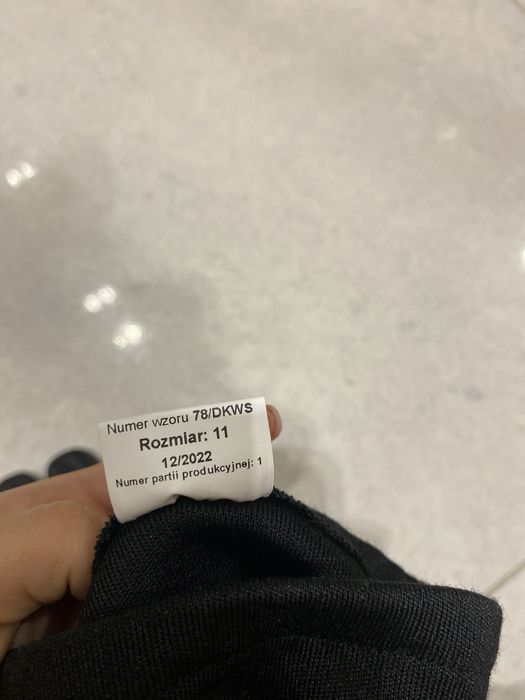 Numer wzoru 78/DKWS
Rozmiar: 11
12/2022
Numer partii produkcyjnej: 1